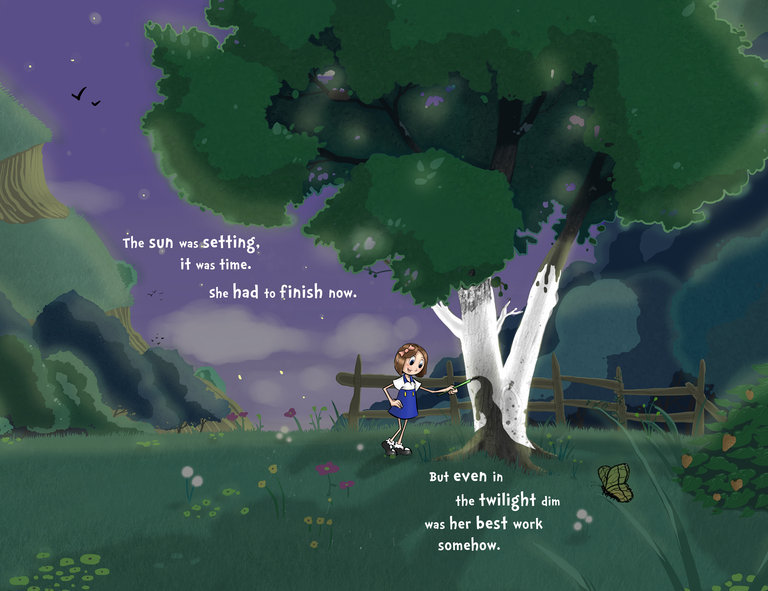 The sun was setting,
it was time.
She had to finish now.
But even in
the twilight dim
was her best work
somehow.